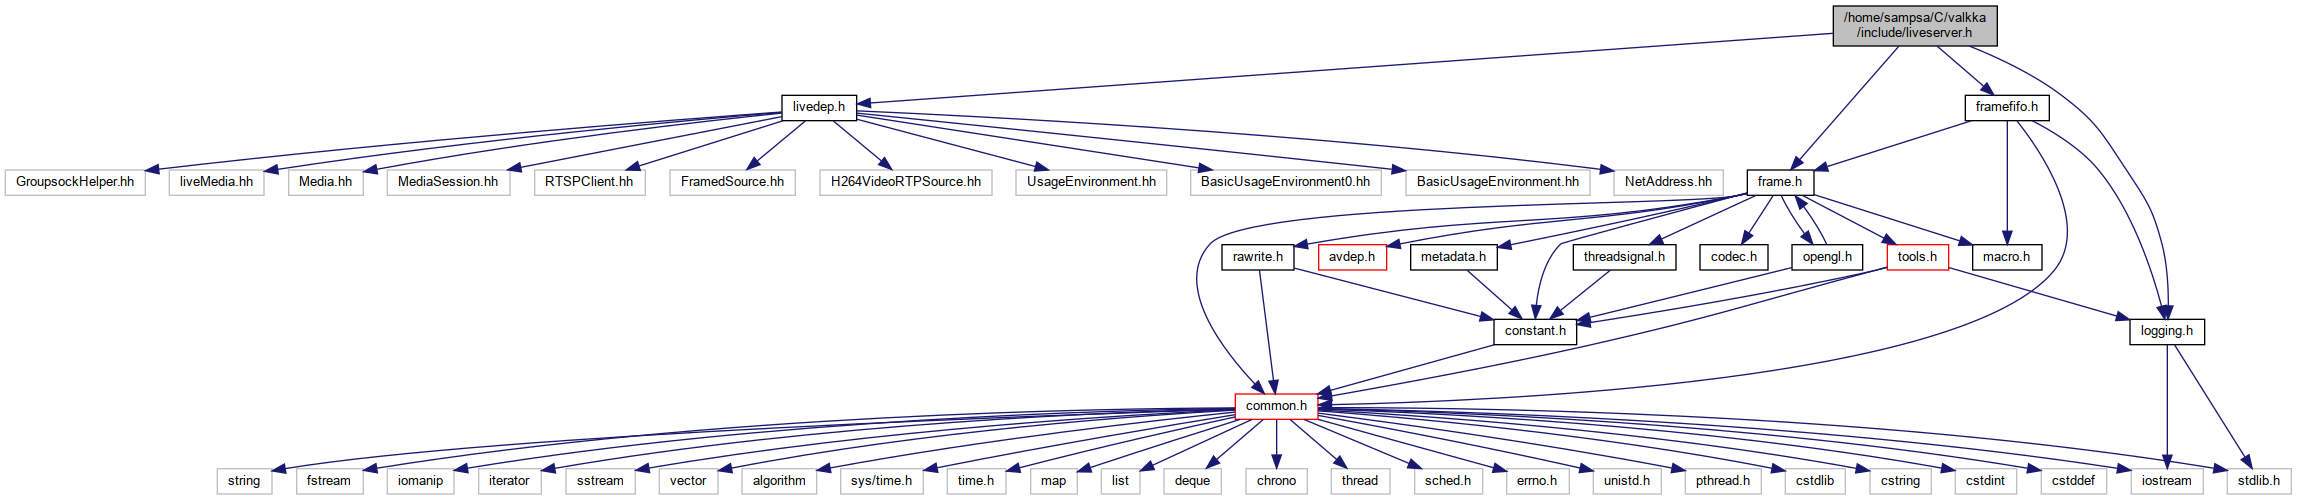 /home/sampsa/C/valkka
/include/liveserver.h
livedep.h
framefifo.h
GroupsockHelper.hh
liveMedia.hh
Media.hh
MediaSession.hh
RTSPClient.hh
FramedSource.hh
H264VideoRTPSource.hh
UsageEnvironment.hh
BasicUsageEnvironment0.hh
BasicUsageEnvironment.hh
NetAddress.hh
frame.h
rawrite.h
avdep.h
metadata.h
threadsignal.h
codec.h
opengl.h
tools.h
macro.h
constant.h
logging.h
common.h
string
fstream
iomanip
iterator
sstream
vector
algorithm
sys/time.h
time.h
map
list
deque
chrono
thread
sched.h
errno.h
unistd.h
pthread.h
cstdlib
cstring
cstdint
cstddef
iostream
stdlib.h